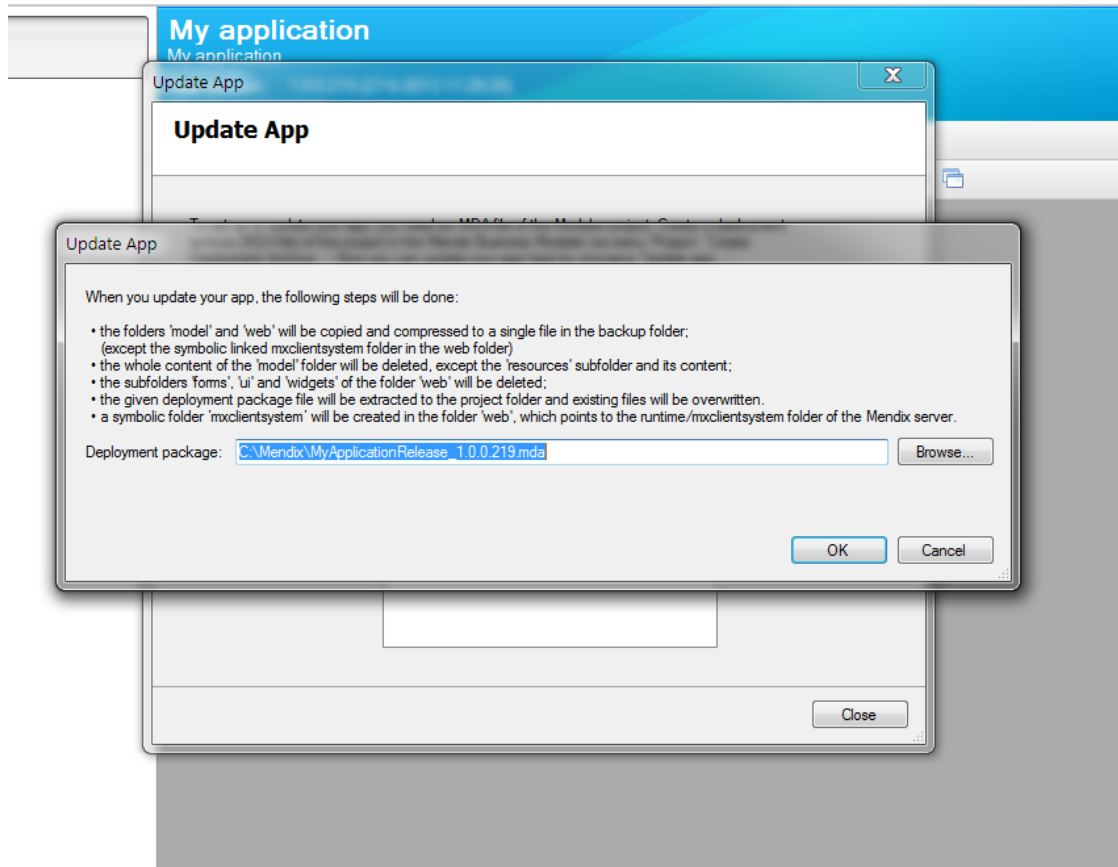 My application
My application
Update App
Update App
Update App
When you update your app, the following steps will be done:
• the folders 'model' and 'web' will be copied and compressed to a single file in the backup folder;
(except the symbolic linked mxclientsystem folder in the web folder)
• the whole content of the 'model' folder will be deleted, except the 'resources' subfolder and its content;
• the subfolders 'forms', 'ui' and 'widgets' of the folder 'web' will be deleted;
• the given deployment package file will be extracted to the project folder and existing files will be overwritten.
• a symbolic folder 'mxclientsystem' will be created in the folder 'web', which points to the runtime/mxclientsystem folder of the Mendix server.
Deployment package: C:\Mendix\MyApplicationRelease_1.0.0.219.mda Browse...
OK Cancel
Close